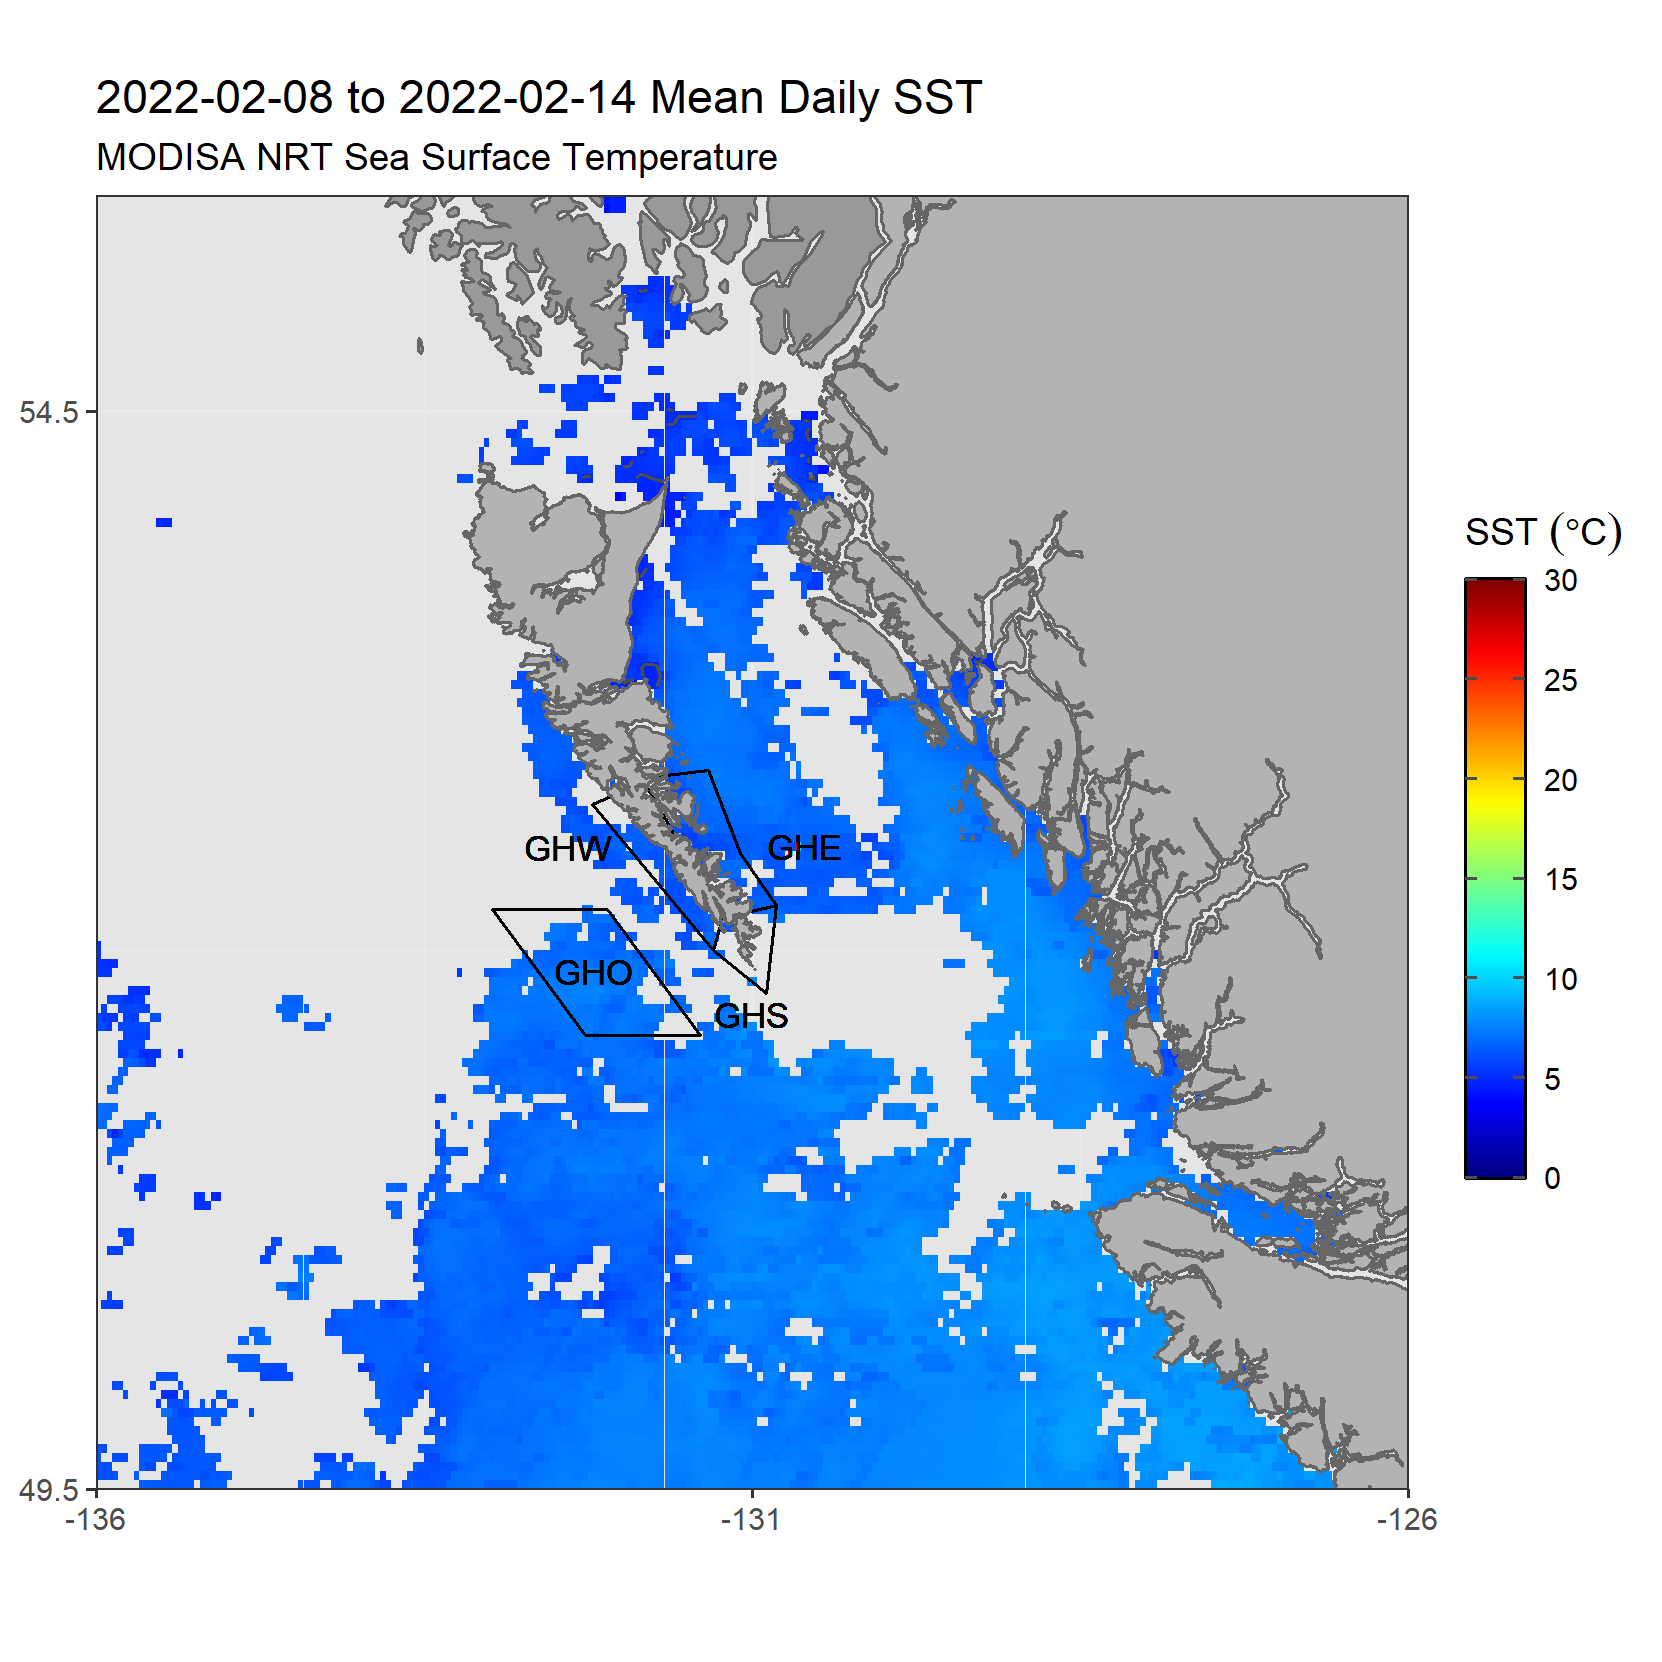 2022-02-08 to 2022-02-14 Mean Daily SST
MODISA NRT Sea Surface Temperature
54.5
49.5
-136
-131
-126
GHW
GHE
GHO
GHS
SST (°C)
30
25
20
15
10
5
0